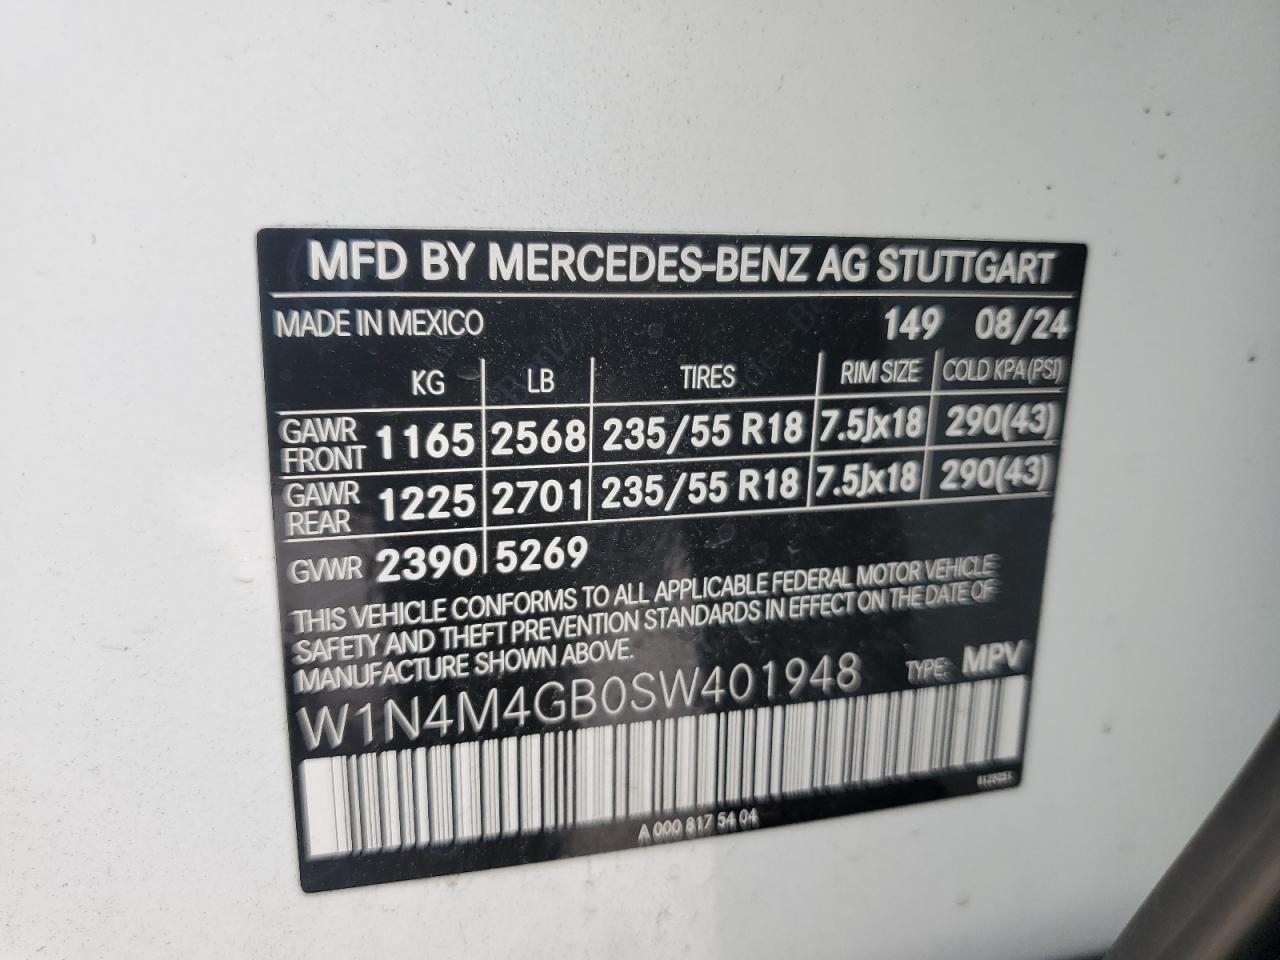 MFD BY MERCEDES-BENZ AG STUTTGART
MADE IN MEXICO 149 08/24
KG LB TIRES RIM SIZE COLD KPA (PSI)
GAWR FRONT 1165 2568 235/55 R18 7.5Jx18 290(43)
GAWR REAR 1225 2701 235/55 R18 7.5Jx18 290(43)
GVWR 2390 5269
THIS VEHICLE CONFORMS TO ALL APPLICABLE FEDERAL MOTOR VEHICLE
SAFETY AND THEFT PREVENTION STANDARDS IN EFFECT ON THE DATE OF
MANUFACTURE SHOWN ABOVE.
W1N4M4GB0SW401948 TYPE: MPV
A 000 817 54 04